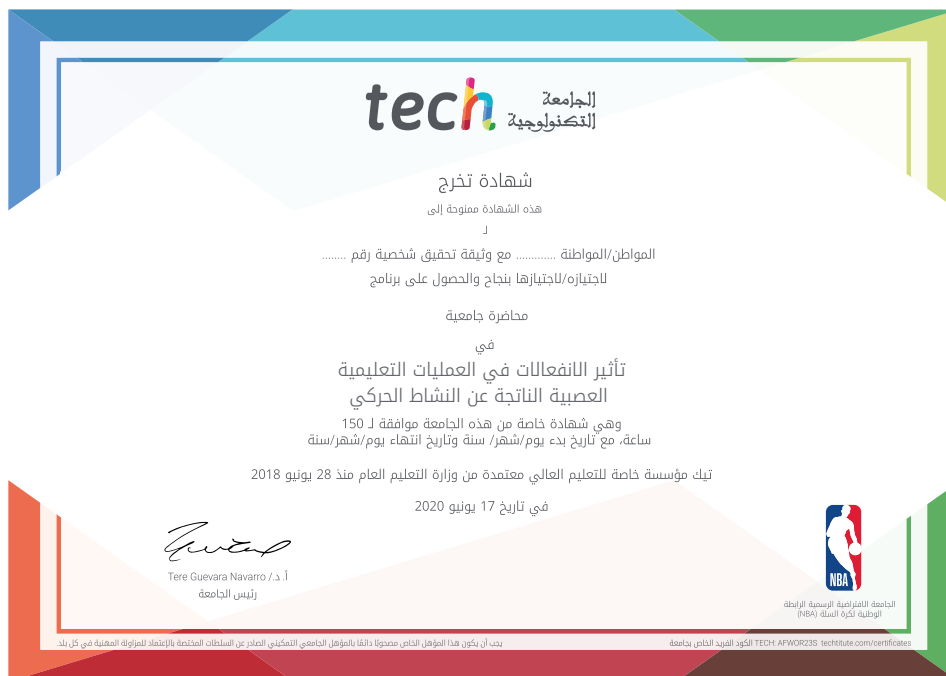 tech الجامعة
التكنولوجية
شهادة تخرج
هذه الشهادة ممنوحة إلى
لـ
المواطن/المواطنة ............ مع وثيقة تحقيق شخصية رقم ........
لاجتيازه/لاجتيازها بنجاح والحصول على برنامج
محاضرة جامعية
في
تأثير الانفعالات في العمليات التعليمية
العصبية الناتجة عن النشاط الحركي
وهي شهادة خاصة من هذه الجامعة موافقة لـ 150
ساعة، مع تاريخ بدء يوم/شهر/ سنة وتاريخ انتهاء يوم/شهر/سنة
تيك مؤسسة خاصة للتعليم العالي معتمدة من وزارة التعليم العام منذ 28 يونيو 2018
في تاريخ 17 يونيو 2020
NBA
أ. د./ Tere Guevara Navarro
رئيس الجامعة
الجامعة الافتراضية الرسمية الرابطة
الوطنية لكرة السلة (NBA)
يجب أن يكون هذا المؤهل الخاص مصحوبًا دائمًا بالمؤهل الجامعي التمكيني الصادر عن السلطات المختصة بالإعتماد للمزاولة المهنية في كل بلد.
الكود الفريد الخاص بجامعة TECH: AFWOR23S techtitute.com/certificates